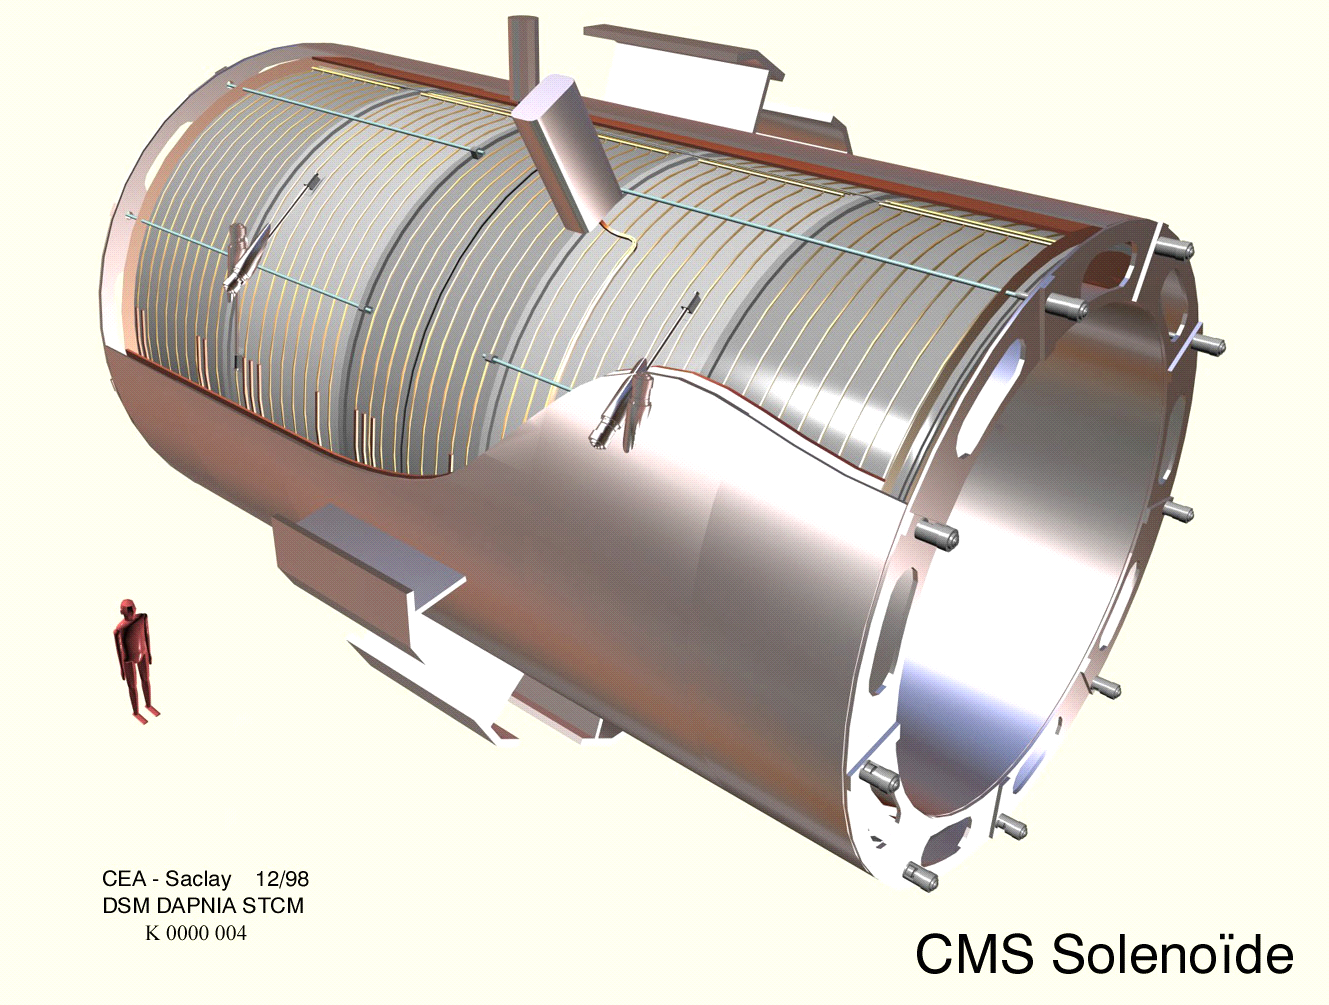 CEA - Saclay 12/98
DSM DAPNIA STCM
K 0000 004
CMS Solenoïde